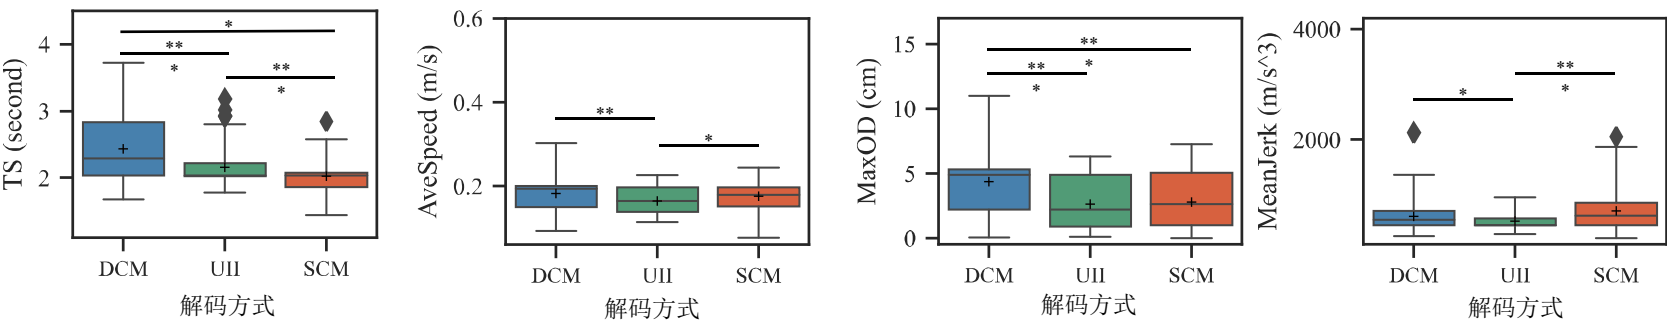 TS (second)
4
3
2
*
**
*
**
*
DCM
UII
SCM
解码方式
AveSpeed (m/s)
0.6
0.4
0.2
**
*
DCM
UII
SCM
解码方式
MaxOD (cm)
15
10
5
0
**
*
**
*
DCM
UII
SCM
解码方式
MeanJerk (m/s^3)
4000
2000
**
*
*
DCM
UII
SCM
解码方式